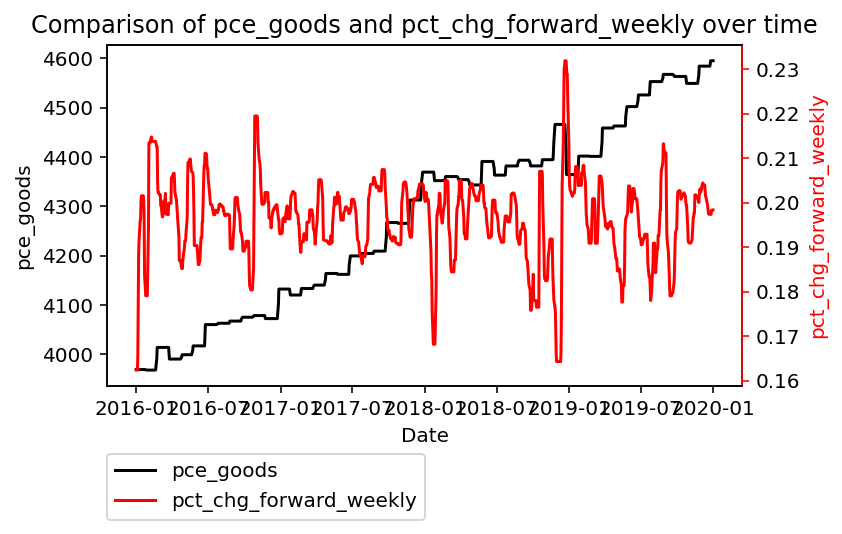 Comparison of pce_goods and pct_chg_forward_weekly over time
pce_goods
4600
4500
4400
4300
4200
4100
4000
0.23
0.22
0.21
0.20
0.19
0.18
0.17
0.16
pct_chg_forward_weekly
2016-01 2016-07 2017-01 2017-07 2018-01 2018-07 2019-01 2019-07 2020-01
Date
pce_goods
pct_chg_forward_weekly